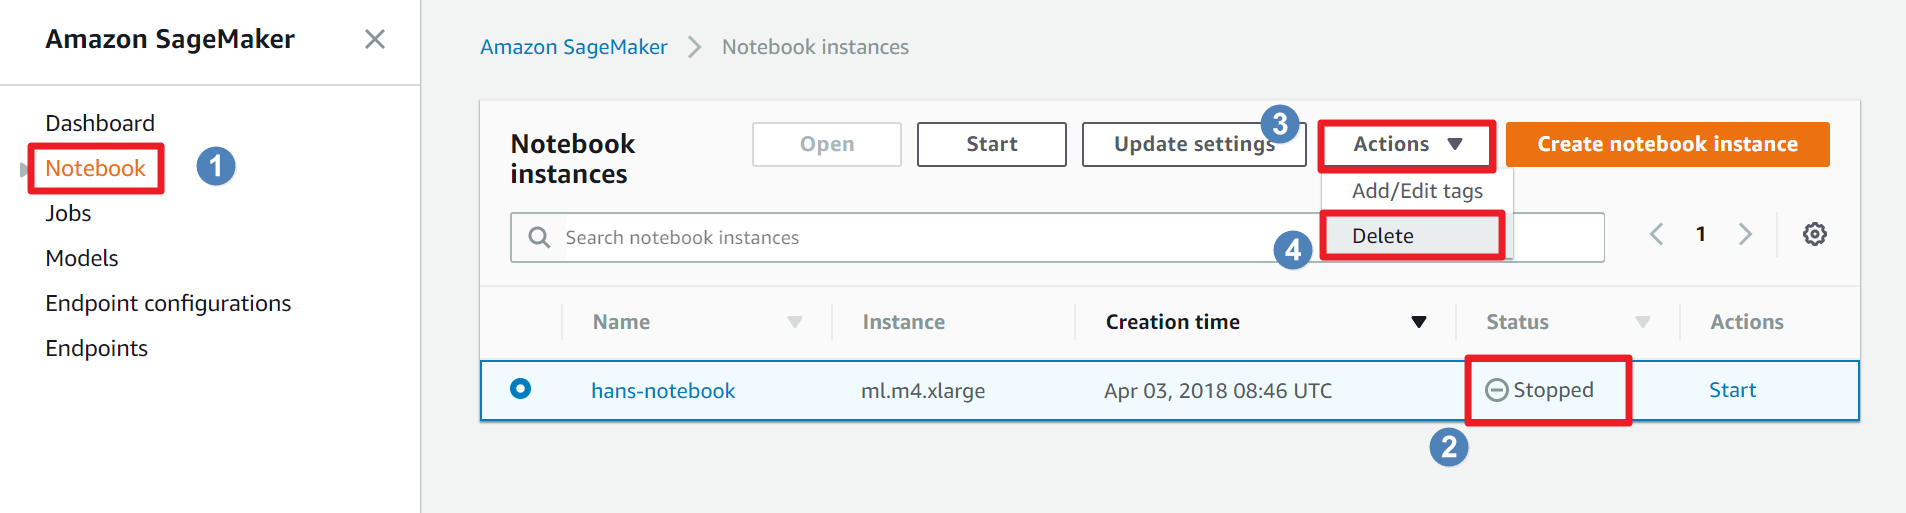 Amazon SageMaker
Dashboard
Notebook
1
Jobs
Models
Endpoint configurations
Endpoints
Amazon SageMaker > Notebook instances
Notebook
instances
Open
Start
Update settings
3
Actions
Create notebook instance
Add/Edit tags
Delete
4
Search notebook instances
1
Name
Instance
Creation time
Status
Actions
hans-notebook
ml.m4.xlarge
Apr 03, 2018 08:46 UTC
Stopped
Start
2